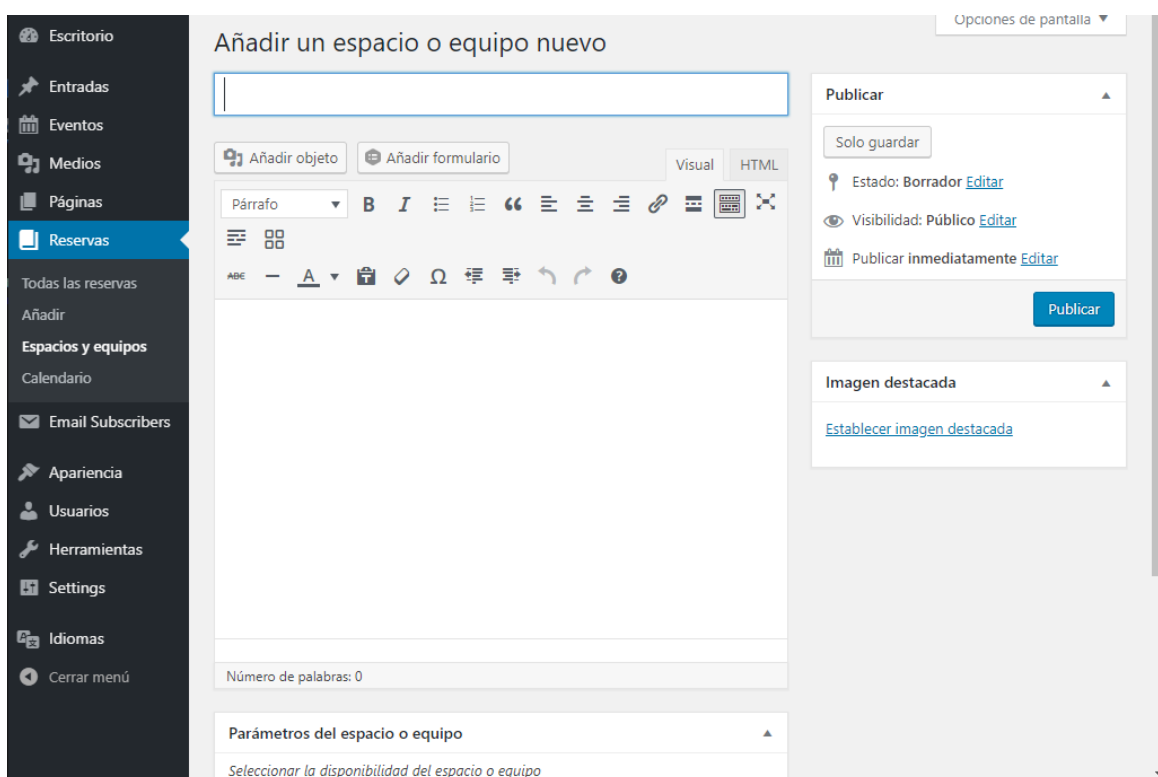 Escritorio
Entradas
Eventos
Medios
Páginas
Reservas
Todas las reservas
Añadir
Espacios y equipos
Calendario
Email Subscribers
Apariencia
Usuarios
Herramientas
Settings
Idiomas
Cerrar menú
Opciones de pantalla
Añadir un espacio o equipo nuevo
Añadir objeto
Añadir formulario
Visual
HTML
Párrafo
B I
ABE
A
Ω
Número de palabras: 0
Parámetros del espacio o equipo
Seleccionar la disponibilidad del espacio o equipo
Publicar
Solo guardar
Estado: Borrador Editar
Visibilidad: Público Editar
Publicar inmediatamente Editar
Publicar
Imagen destacada
Establecer imagen destacada